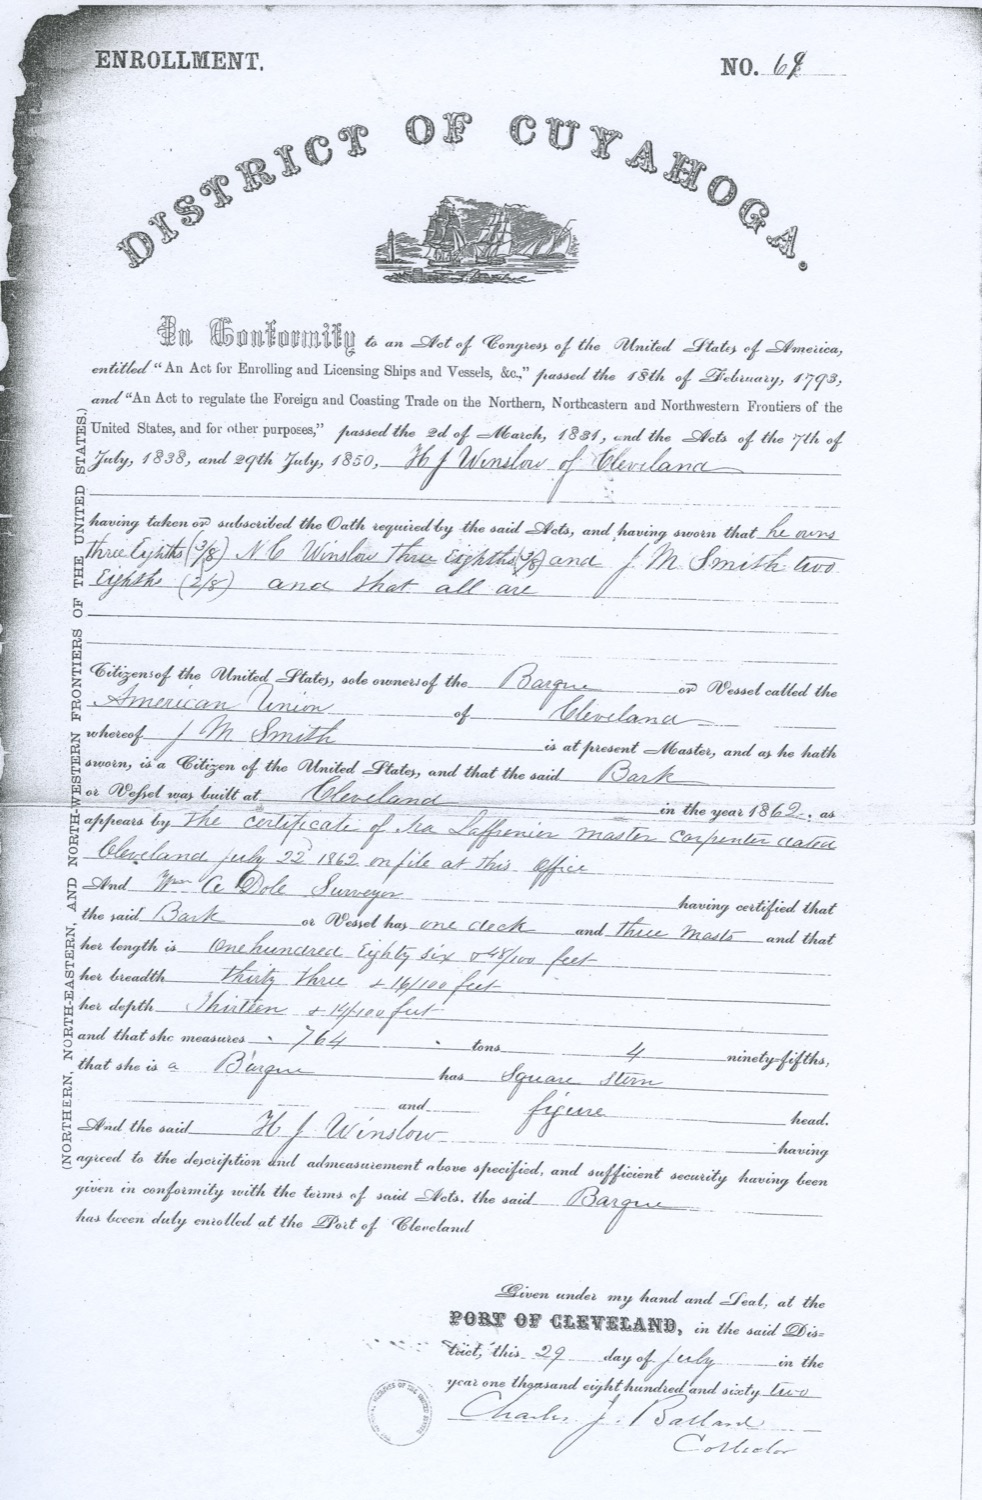 ENROLLMENT.
NO. 69
DISTRICT OF CUYAHOGA.
In Conformity to an Act of Congress of the United States of America,
entitled "An Act for Enrolling and Licensing Ships and Vessels, &c.," passed the 18th of February, 1793,
and "An Act to regulate the Foreign and Coasting Trade on the Northern, Northeastern and Northwestern Frontiers of the
United States, and for other purposes," passed the 2d of March, 1831, and the Acts of the 7th of
July, 1838, and 29th July, 1850, H J Winslow of Cleveland
having taken or subscribed the Oath required by the said Acts, and having sworn that he owns
three Eighths (3/8) N C Winslow Three Eighths (3/8) and J M Smith two
Eighths (2/8) and that all are
Citizens of the United States, sole owners of the Barque or Vessel called the
American Union of Cleveland
whereof J M Smith is at present Master, and as he hath
sworn, is a Citizen of the United States, and that the said Bark
or Vessel was built at Cleveland in the year 1862, as
appears by the certificate of Ira Laffrenier master carpenter dated
Cleveland July 22 1862 on file at this office
And Wm A Dole Surveyor having certified that
the said Bark or Vessel has one deck and three masts and that
her length is One hundred Eighty six & 48/100 feet
her breadth thirty three & 16/100 feet
her depth Thirteen & 14/100 feet
and that she measures 764 tons 4 ninety-fifths,
that she is a Barque has Square stern
and figure head.
And the said H J Winslow having
agreed to the description and admeasurement above specified, and sufficient security having been
given in conformity with the terms of said Acts, the said Barque
has been duly enrolled at the Port of Cleveland
Given under my hand and Seal, at the
PORT OF CLEVELAND, in the said Dis-
trict, this 29 day of July in the
year one thousand eight hundred and sixty two
Charles J. Ballard
Collector
(NORTHERN, NORTH-EASTERN, AND NORTH-WESTERN FRONTIERS OF THE UNITED STATES.)